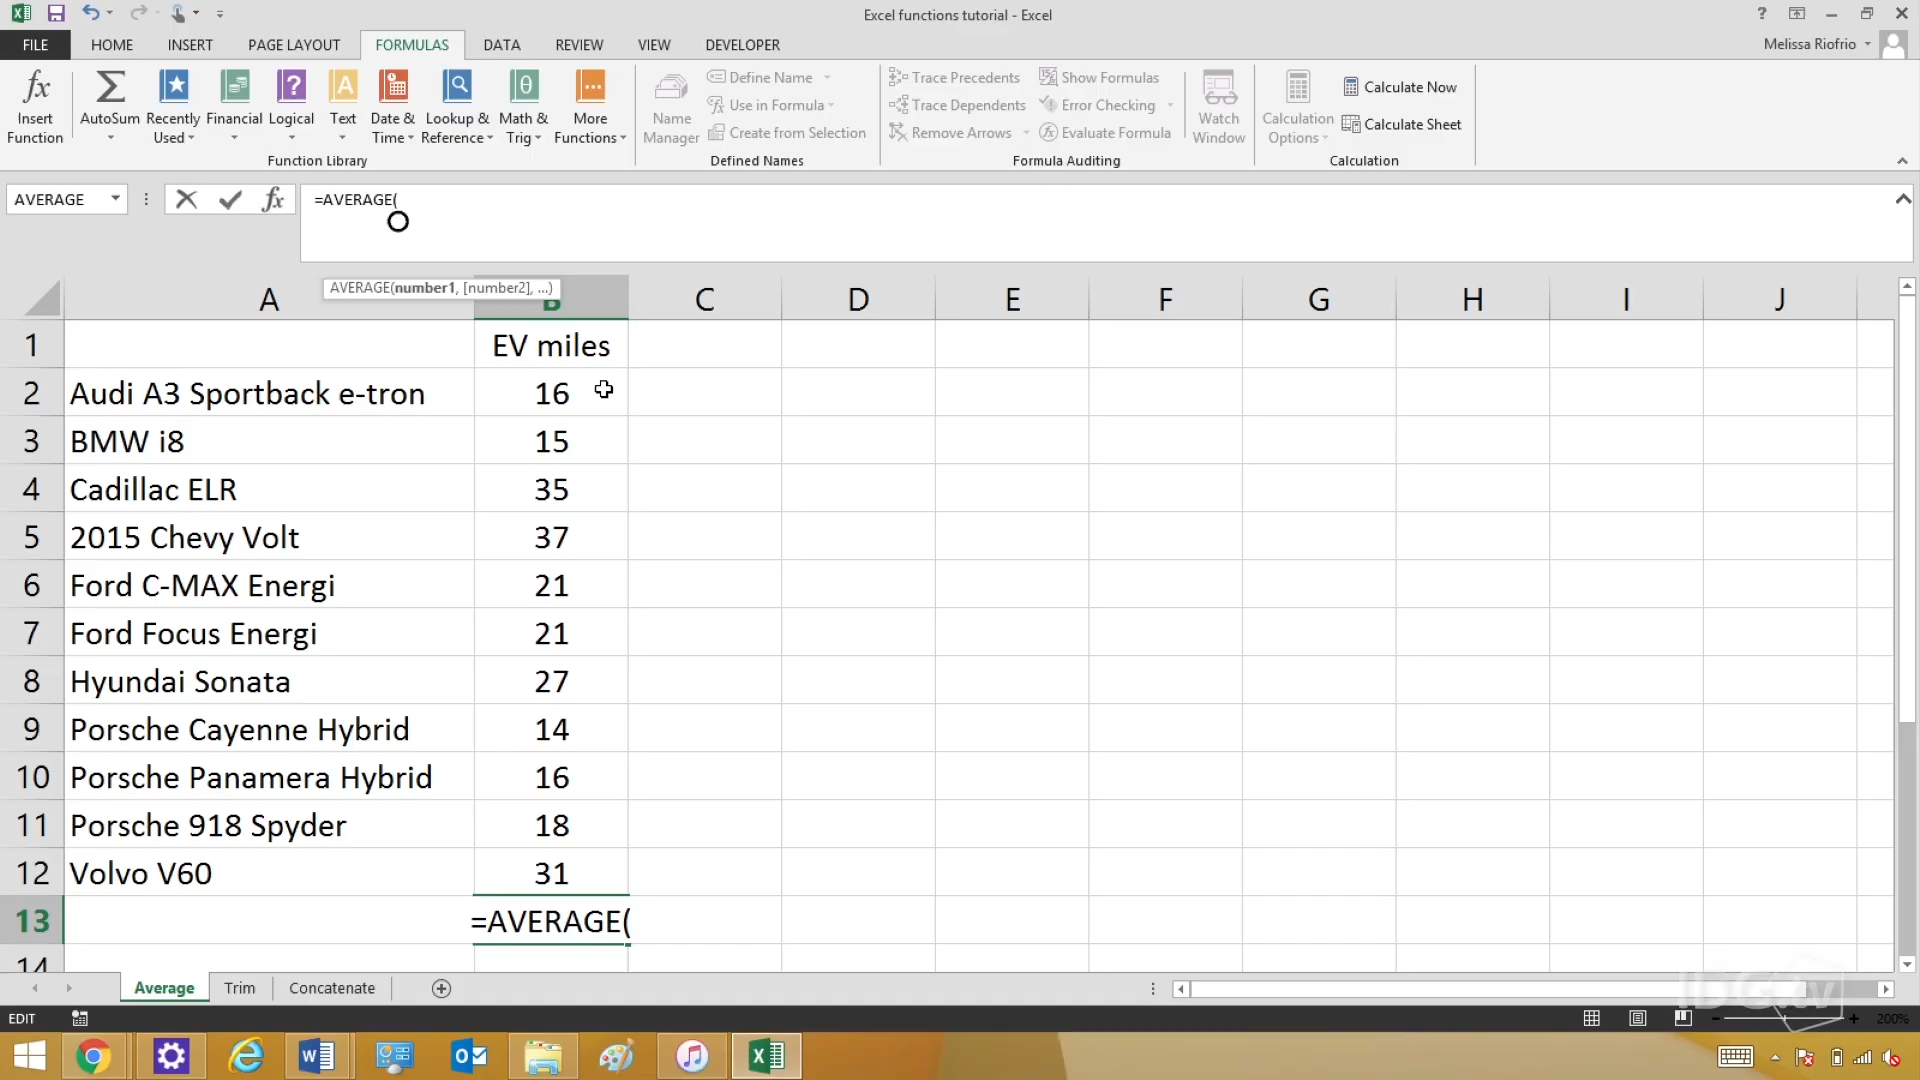 Excel functions tutorial - Excel
FILE HOME INSERT PAGE LAYOUT FORMULAS DATA REVIEW VIEW DEVELOPER
Melissa Riofrio
Insert Function
AutoSum
Recently Used
Financial
Logical
Text
Date & Time
Lookup & Reference
Math & Trig
More Functions
Function Library
Name Manager
Define Name
Use in Formula
Create from Selection
Defined Names
Trace Precedents
Trace Dependents
Remove Arrows
Show Formulas
Error Checking
Evaluate Formula
Formula Auditing
Watch Window
Calculation Options
Calculate Now
Calculate Sheet
Calculation
AVERAGE
fx
=AVERAGE(
AVERAGE(number1, [number2], ...)
A B C D E F G H I J
1 EV miles
2 Audi A3 Sportback e-tron 16
3 BMW i8 15
4 Cadillac ELR 35
5 2015 Chevy Volt 37
6 Ford C-MAX Energi 21
7 Ford Focus Energi 21
8 Hyundai Sonata 27
9 Porsche Cayenne Hybrid 14
10 Porsche Panamera Hybrid 16
11 Porsche 918 Spyder 18
12 Volvo V60 31
13 =AVERAGE(
14
Average Trim Concatenate
IDG.tv
EDIT
200%